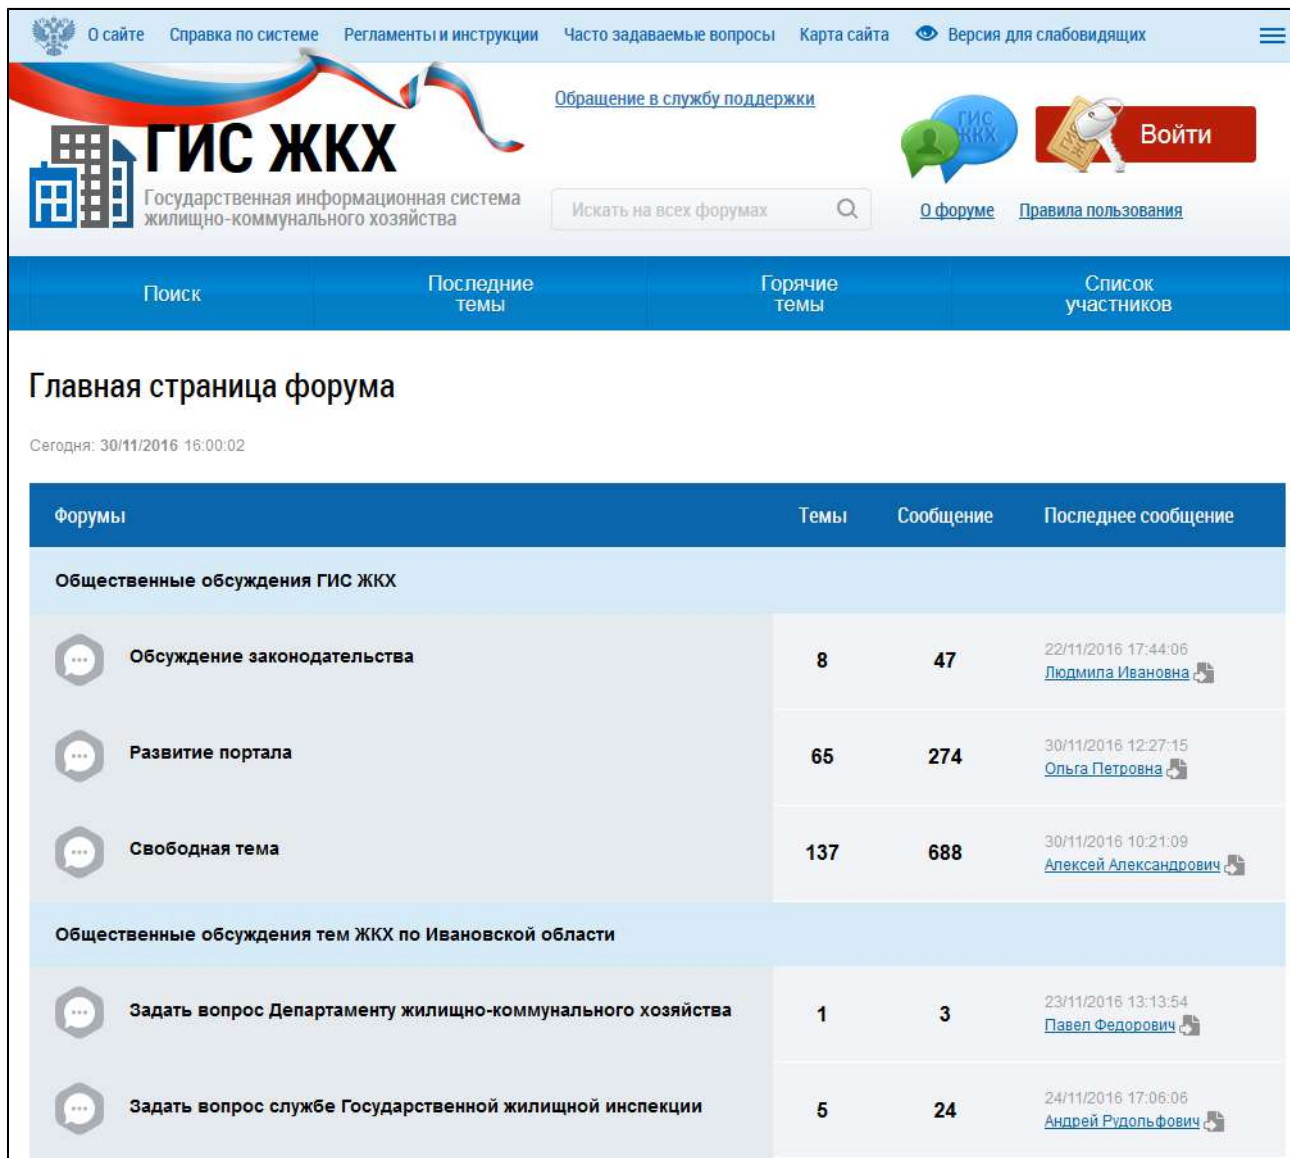 О сайте Справка по системе Регламенты и инструкции Часто задаваемые вопросы Карта сайта Версия для слабовидящих
Обращение в службу поддержки
ГИС ЖКХ
Государственная информационная система
жилищно-коммунального хозяйства
Искать на всех форумах
ГИС
ЖКХ
Войти
О форуме Правила пользования
Поиск Последние темы Горячие темы Список участников
Главная страница форума
Сегодня: 30/11/2016 16:00:02
Форумы Темы Сообщение Последнее сообщение
Общественные обсуждения ГИС ЖКХ
Обсуждение законодательства 8 47 22/11/2016 17:44:06
Людмила Ивановна
Развитие портала 65 274 30/11/2016 12:27:15
Ольга Петровна
Свободная тема 137 688 30/11/2016 10:21:09
Алексей Александрович
Общественные обсуждения тем ЖКХ по Ивановской области
Задать вопрос Департаменту жилищно-коммунального хозяйства 1 3 23/11/2016 13:13:54
Павел Федорович
Задать вопрос службе Государственной жилищной инспекции 5 24 24/11/2016 17:06:06
Андрей Рудольфович